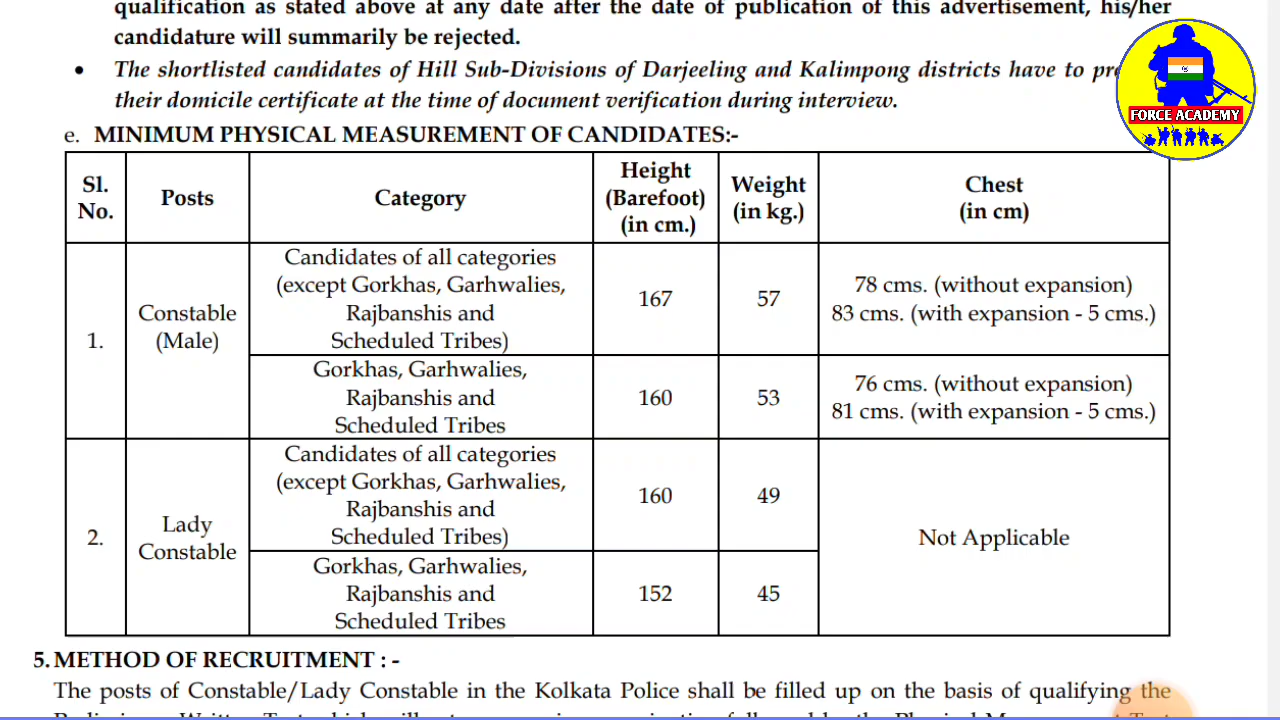 qualification as stated above at any date after the date of publication of this advertisement, his/her
candidature will summarily be rejected.
• The shortlisted candidates of Hill Sub-Divisions of Darjeeling and Kalimpong districts have to
their domicile certificate at the time of document verification during interview.
FORCE ACADEMY
e. MINIMUM PHYSICAL MEASUREMENT OF CANDIDATES:-
Sl. No.
Posts
Category
Height (Barefoot) (in cm.)
Weight (in kg.)
Chest (in cm)
1.
Constable
(Male)
Candidates of all categories
(except Gorkhas, Garhwalies,
Rajbanshis and
Scheduled Tribes)
167
57
78 cms. (without expansion)
83 cms. (with expansion - 5 cms.)
Gorkhas, Garhwalies,
Rajbanshis and
Scheduled Tribes
160
53
76 cms. (without expansion)
81 cms. (with expansion - 5 cms.)
2.
Lady
Constable
Candidates of all categories
(except Gorkhas, Garhwalies,
Rajbanshis and
Scheduled Tribes)
160
49
Not Applicable
Gorkhas, Garhwalies,
Rajbanshis and
Scheduled Tribes
152
45
5. METHOD OF RECRUITMENT : -
The posts of Constable/Lady Constable in the Kolkata Police shall be filled up on the basis of qualifying the